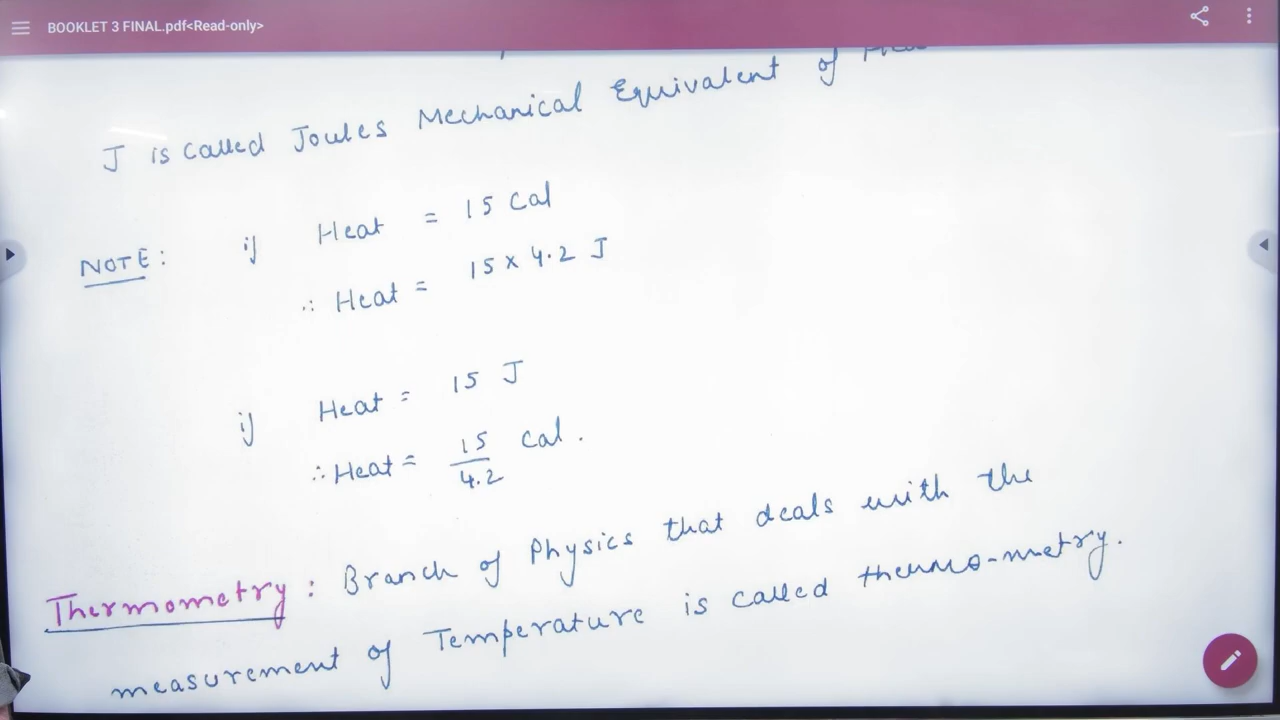 BOOKLET 3 FINAL.pdf<Read-only>
J is called Joules Mechanical Equivalent of
NOTE: if Heat = 15 Cal
∴ Heat = 15 × 4.2 J
if Heat = 15 J
∴ Heat = 15/4.2 Cal.
Thermometry: Branch of Physics that deals with the
measurement of Temperature is called thermo-metry.